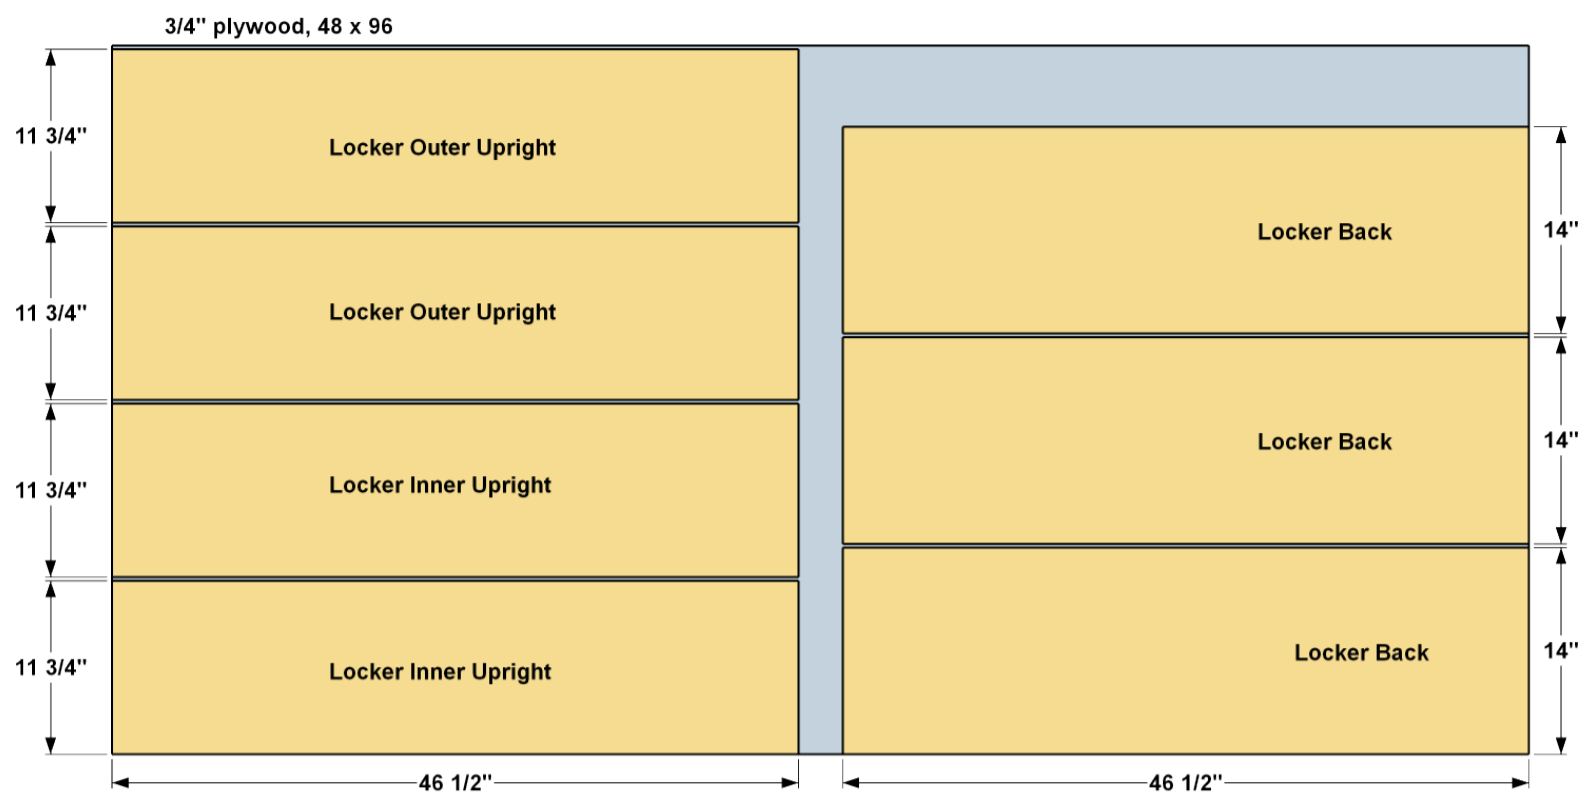 3/4" plywood, 48 x 96
11 3/4"
Locker Outer Upright
14"
Locker Back
11 3/4"
Locker Outer Upright
14"
Locker Back
11 3/4"
Locker Inner Upright
14"
Locker Back
11 3/4"
Locker Inner Upright
46 1/2"
46 1/2"